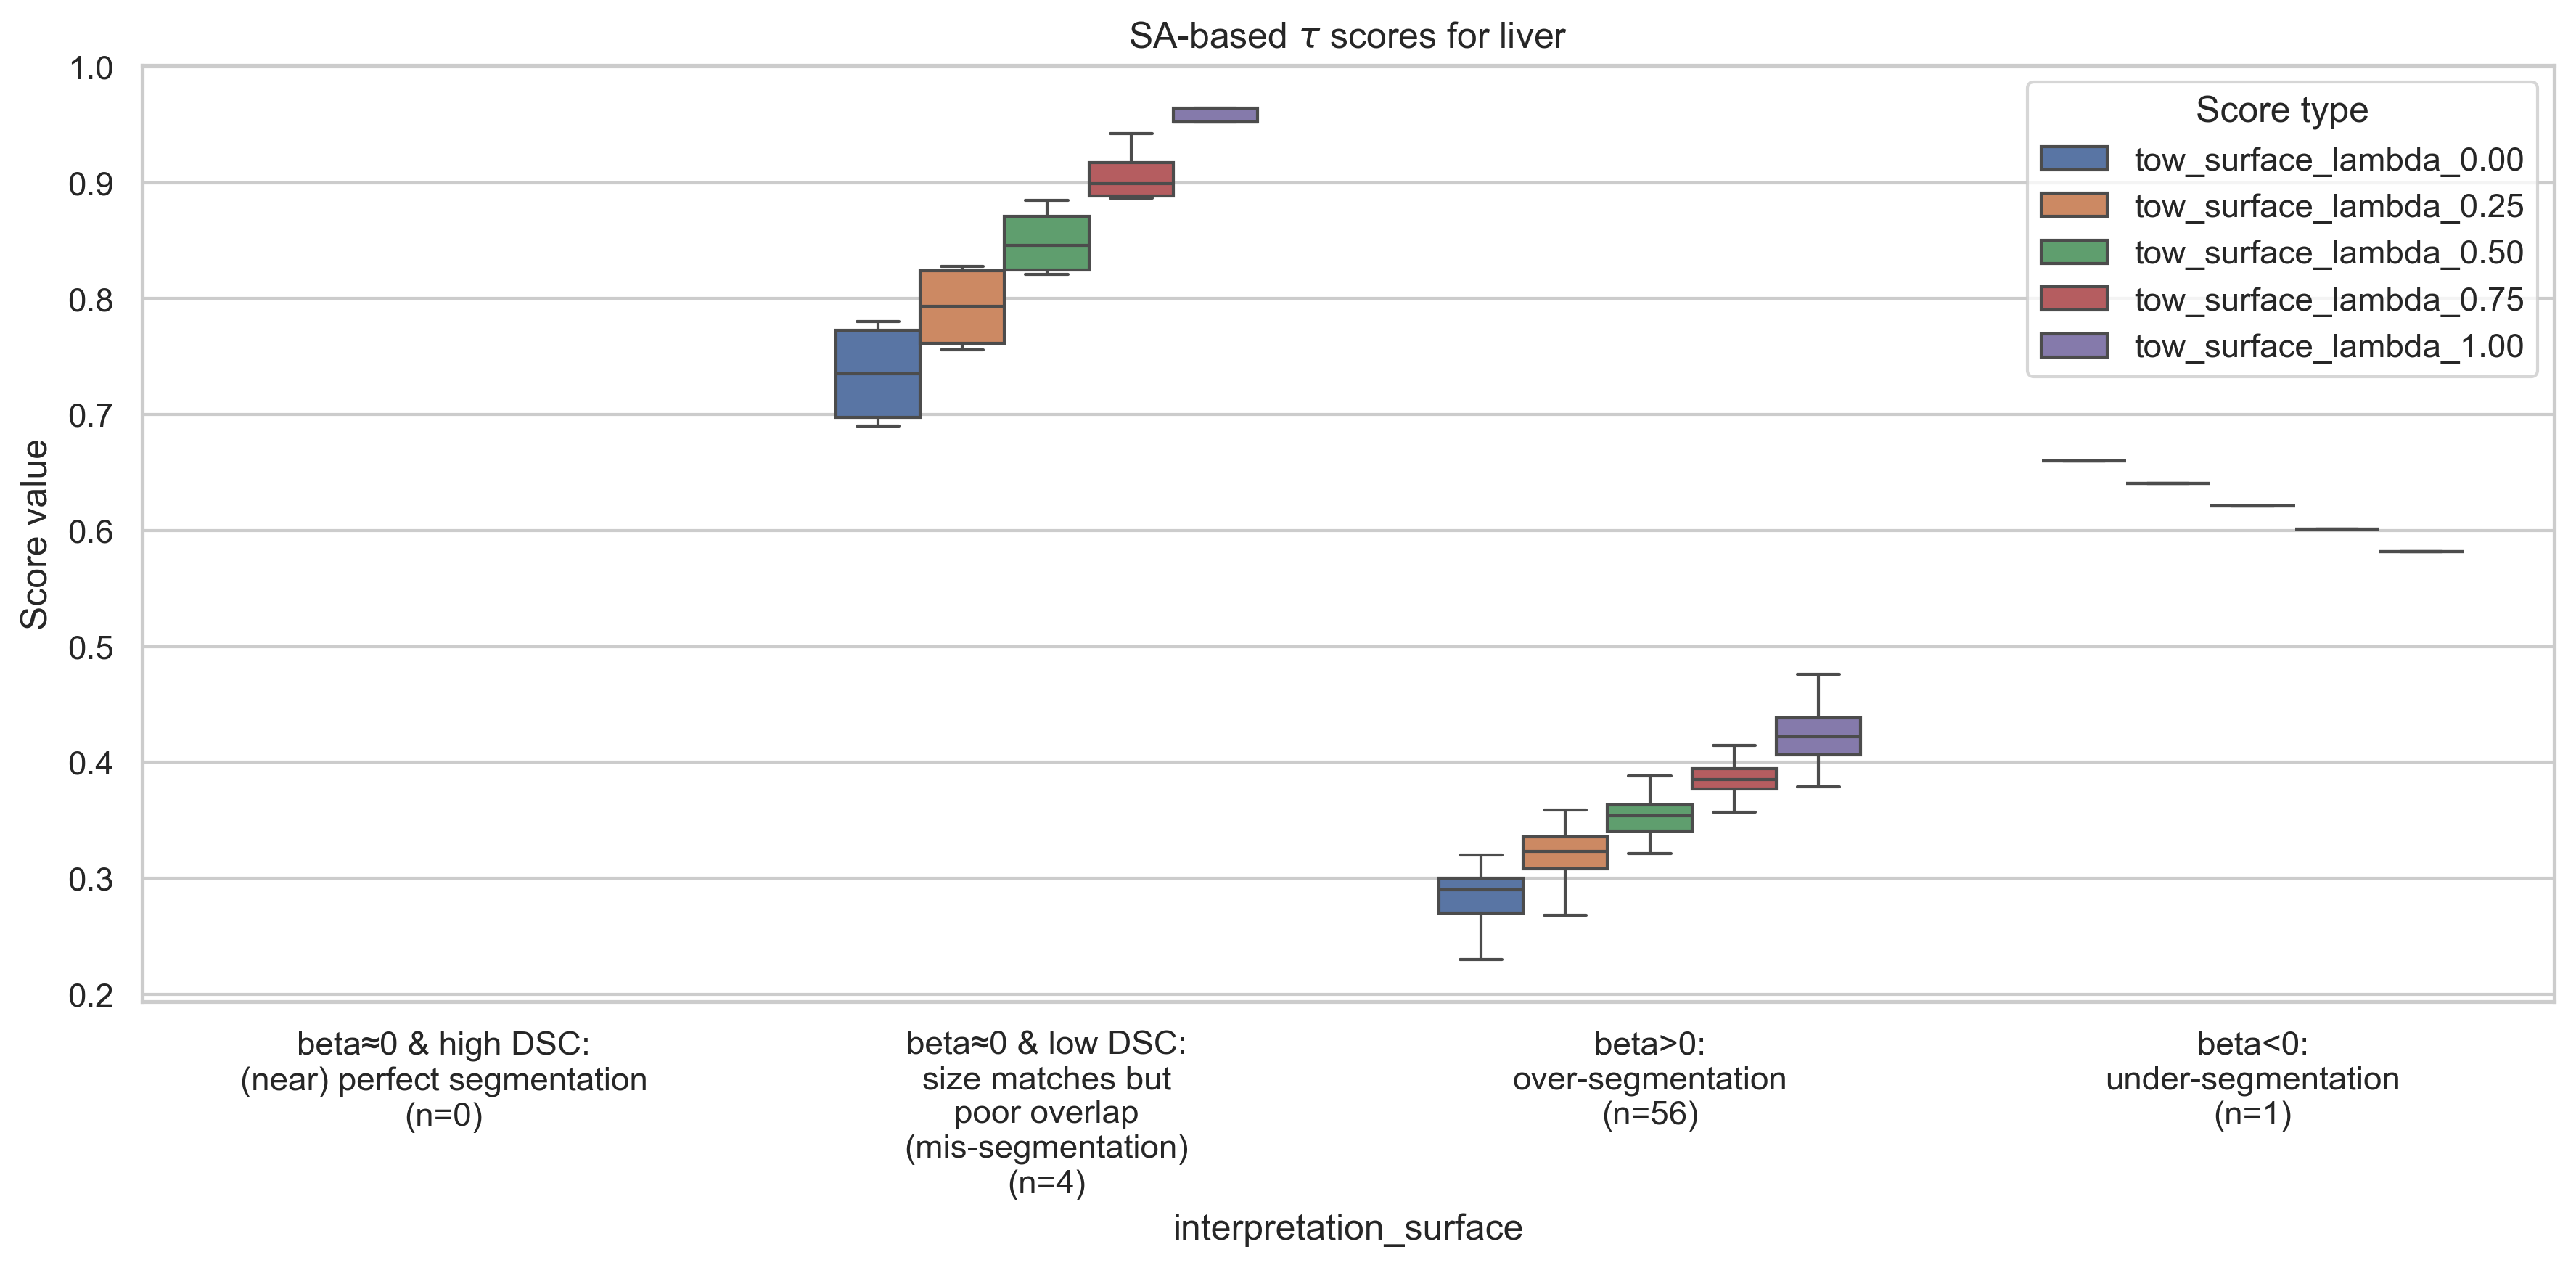 SA-based τ scores for liver
Score value
1.0
0.9
0.8
0.7
0.6
0.5
0.4
0.3
0.2
Score type
tow_surface_lambda_0.00
tow_surface_lambda_0.25
tow_surface_lambda_0.50
tow_surface_lambda_0.75
tow_surface_lambda_1.00
beta≈0 & high DSC:
(near) perfect segmentation
(n=0)
beta≈0 & low DSC:
size matches but
poor overlap
(mis-segmentation)
(n=4)
beta>0:
over-segmentation
(n=56)
beta<0:
under-segmentation
(n=1)
interpretation_surface